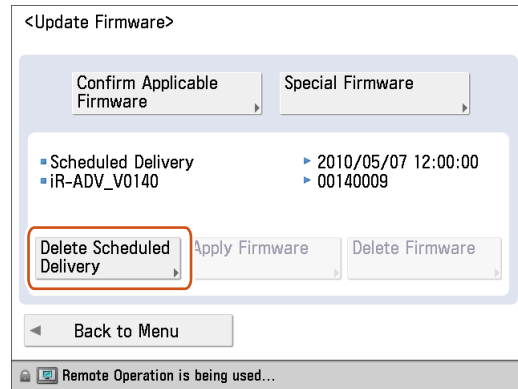 <Update Firmware>
Confirm Applicable Special Firmware
Firmware
Scheduled Delivery 2010/05/07 12:00:00
iR-ADV_V0140 00140009
Delete Scheduled Apply Firmware Delete Firmware
Delivery
Back to Menu
Remote Operation is being used...